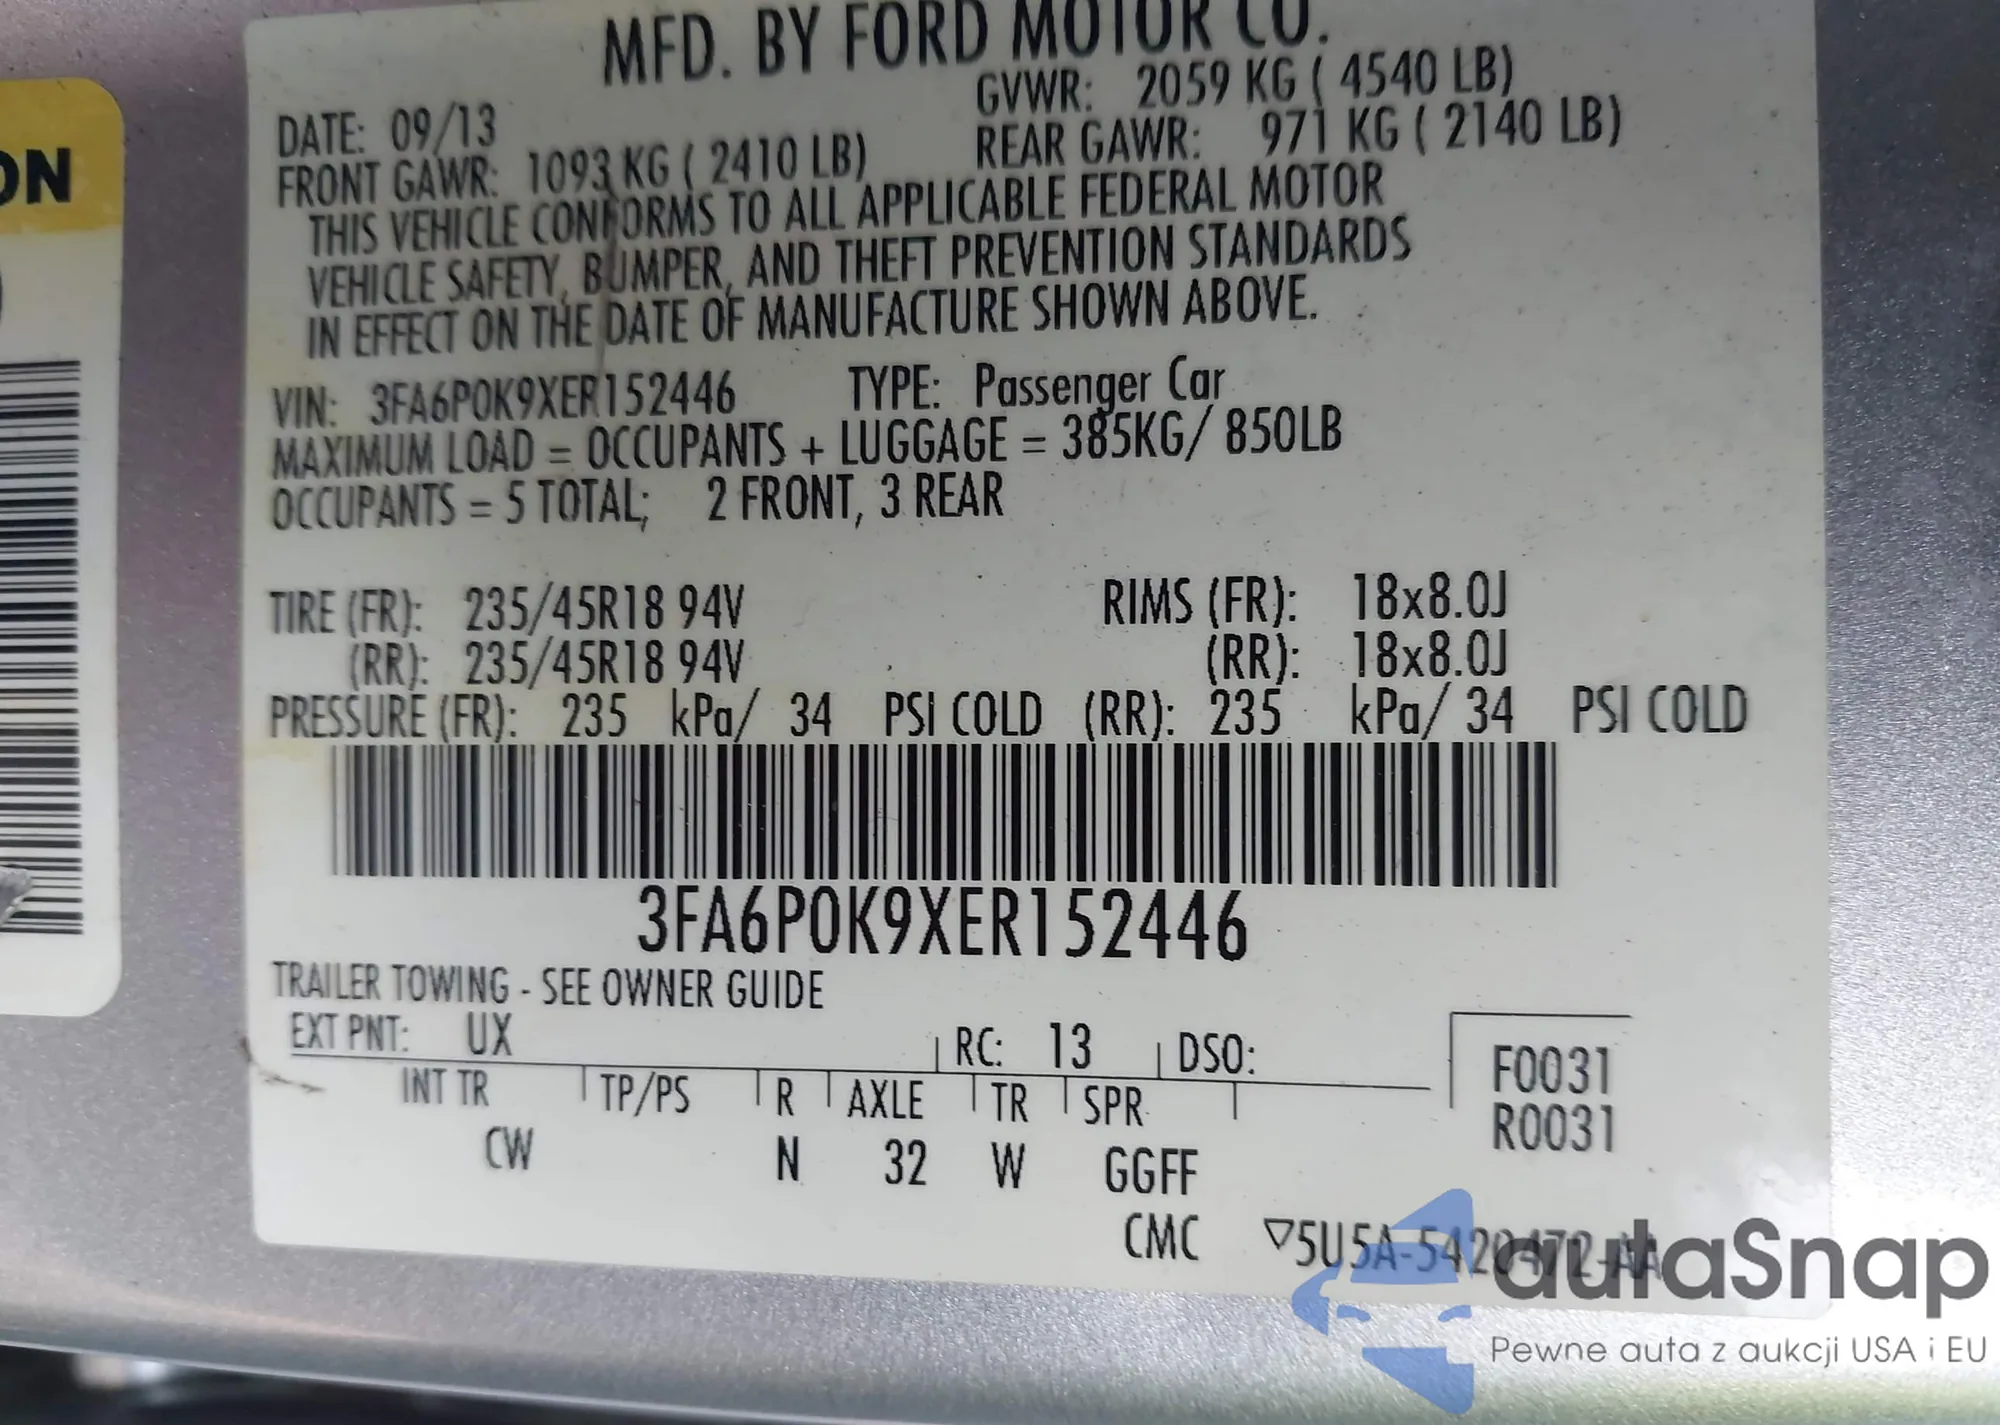 MFD. BY FORD MOTOR CO.
DATE: 09/13 GVWR: 2059 KG ( 4540 LB)
FRONT GAWR: 1093 KG ( 2410 LB) REAR GAWR: 971 KG ( 2140 LB)
THIS VEHICLE CONFORMS TO ALL APPLICABLE FEDERAL MOTOR
VEHICLE SAFETY, BUMPER, AND THEFT PREVENTION STANDARDS
IN EFFECT ON THE DATE OF MANUFACTURE SHOWN ABOVE.
VIN: 3FA6P0K9XER152446 TYPE: Passenger Car
MAXIMUM LOAD = OCCUPANTS + LUGGAGE = 385KG/ 850LB
OCCUPANTS = 5 TOTAL; 2 FRONT, 3 REAR
TIRE (FR): 235/45R18 94V RIMS (FR): 18x8.0J
(RR): 235/45R18 94V (RR): 18x8.0J
PRESSURE (FR): 235 kPa/ 34 PSI COLD (RR): 235 kPa/ 34 PSI COLD
3FA6P0K9XER152446
TRAILER TOWING - SEE OWNER GUIDE
EXT PNT: UX RC: 13 DSO:
INT TR TP/PS R AXLE TR SPR
CW N 32 W GGFF
F0031
R0031
CMC ▽5U5A-5420472-AA
autaSnap
Pewne auta z aukcji USA i EU